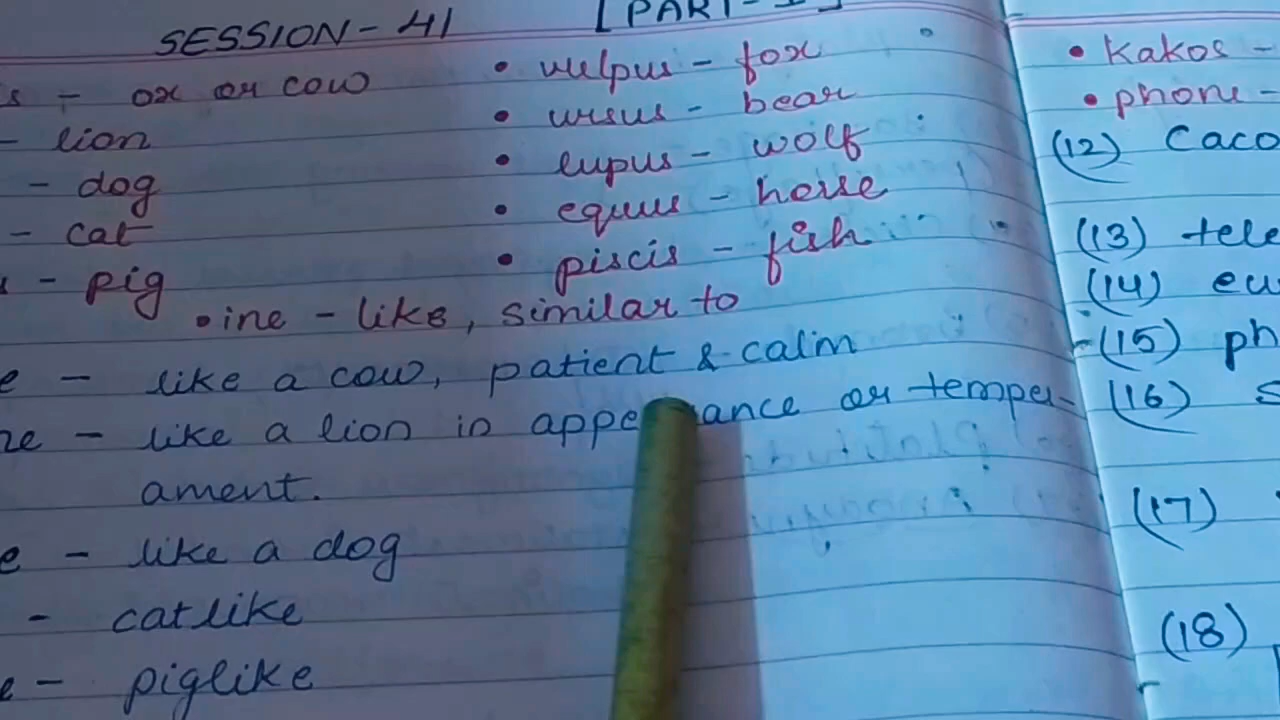 SESSION - 41 [PART-I]
s - ox or cow
- lion
- dog
- cat
s - pig
• vulpus - fox
• ursus - bear
• lupus - wolf
• equus - horse
• piscis - fish
• ine - like, similar to
e - like a cow, patient & calm
ne - like a lion in appearance or temper-
ament.
e - like a dog
- catlike
e - piglike
• kakos -
• phone -
(12) Caco
(13) tele
(14) eu
(15) ph
(16) S
(17)
(18)